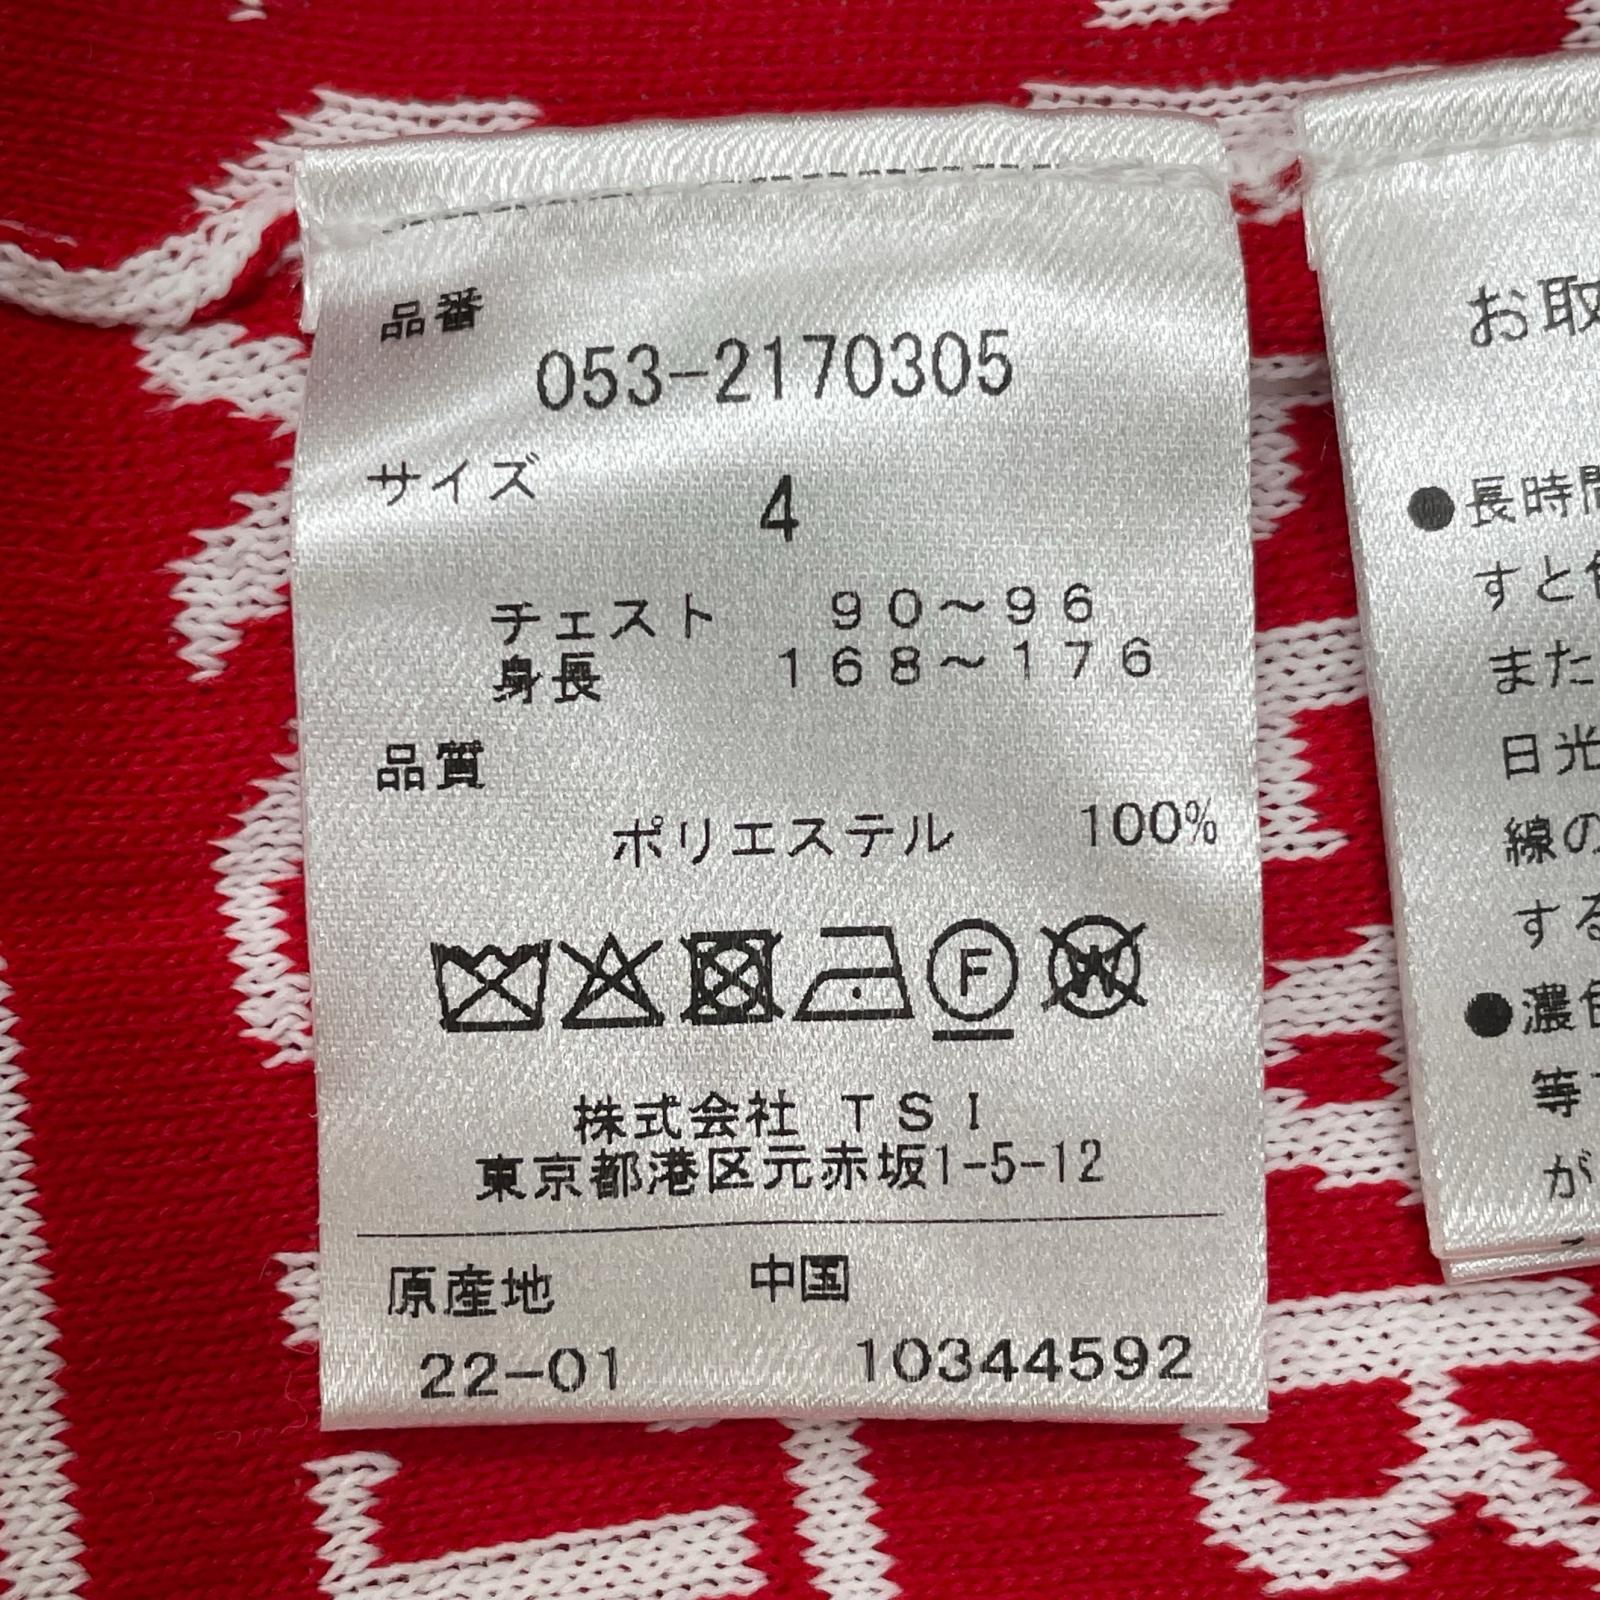 品番
053-2170305
サイズ
4
チェスト 90～96
身長 168～176
品質
ポリエステル 100%
F
W
株式会社 TSI
東京都港区元赤坂1-5-12
原産地 中国
22-01 10344592
お取
●長時間
すと色
また
日光
線の
する
●濃色
等
が